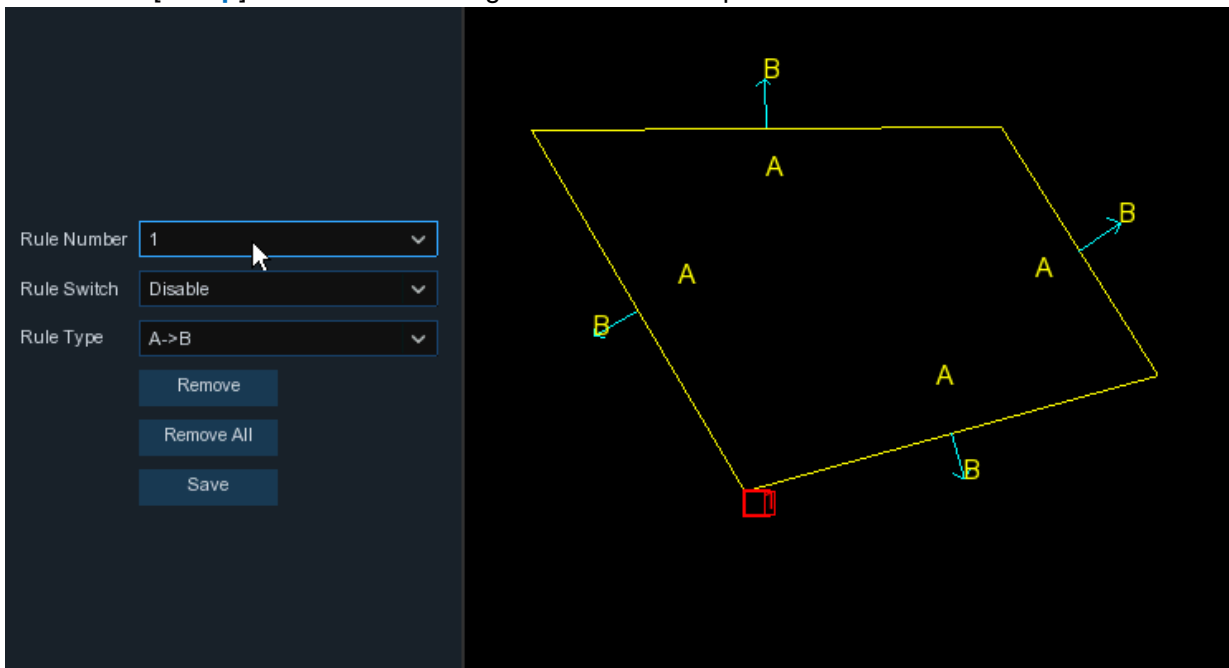 Rule Number 1
Rule Switch Disable
Rule Type A->B
Remove
Remove All
Save
B
A
B
A
A
B
A
B